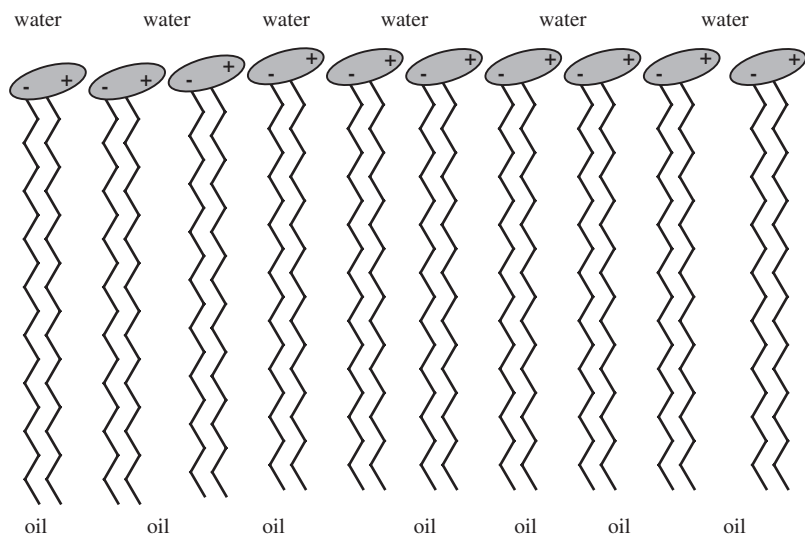 water water water water water water
- + - + - + - + - + - + - + - + - + - +
oil oil oil oil oil oil oil